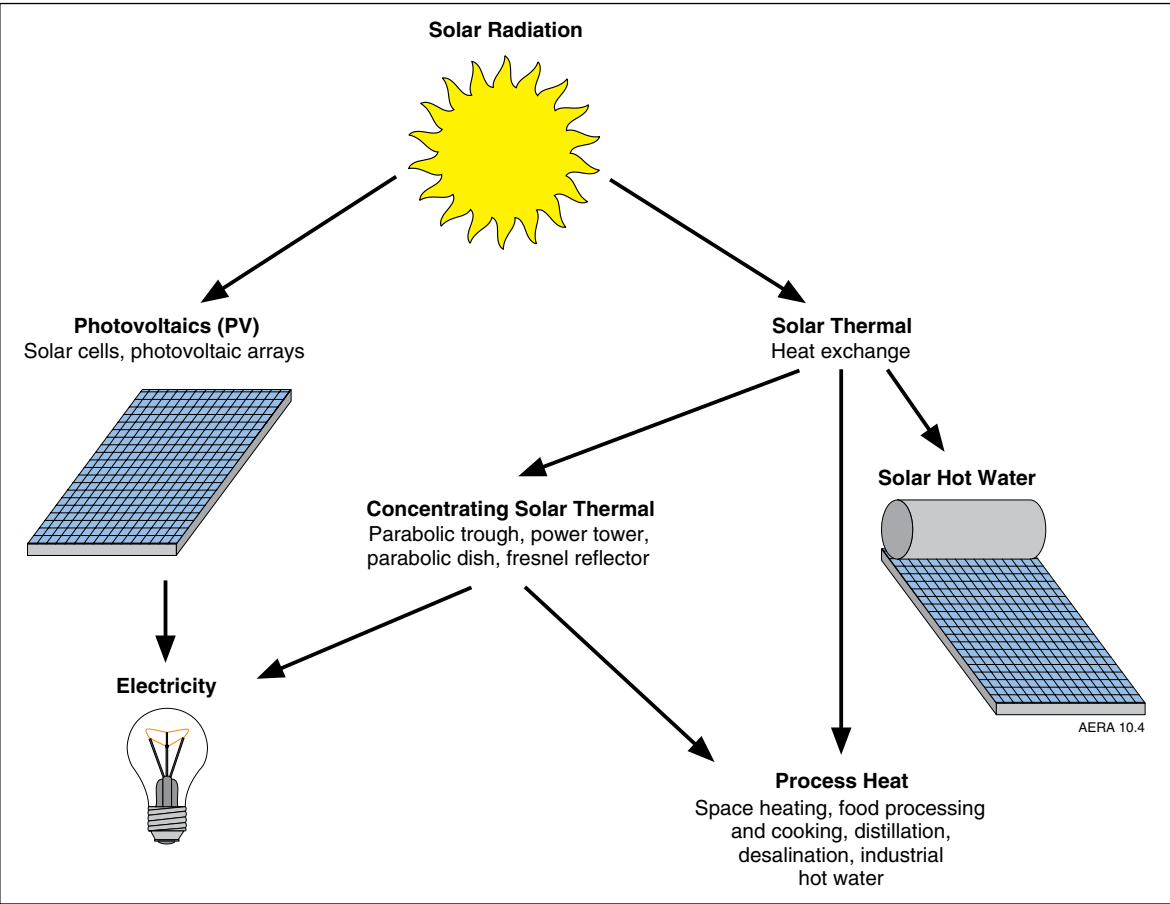 Solar Radiation
Photovoltaics (PV)
Solar cells, photovoltaic arrays
Solar Thermal
Heat exchange
Solar Hot Water
Concentrating Solar Thermal
Parabolic trough, power tower,
parabolic dish, fresnel reflector
Electricity
AERA 10.4
Process Heat
Space heating, food processing
and cooking, distillation,
desalination, industrial
hot water